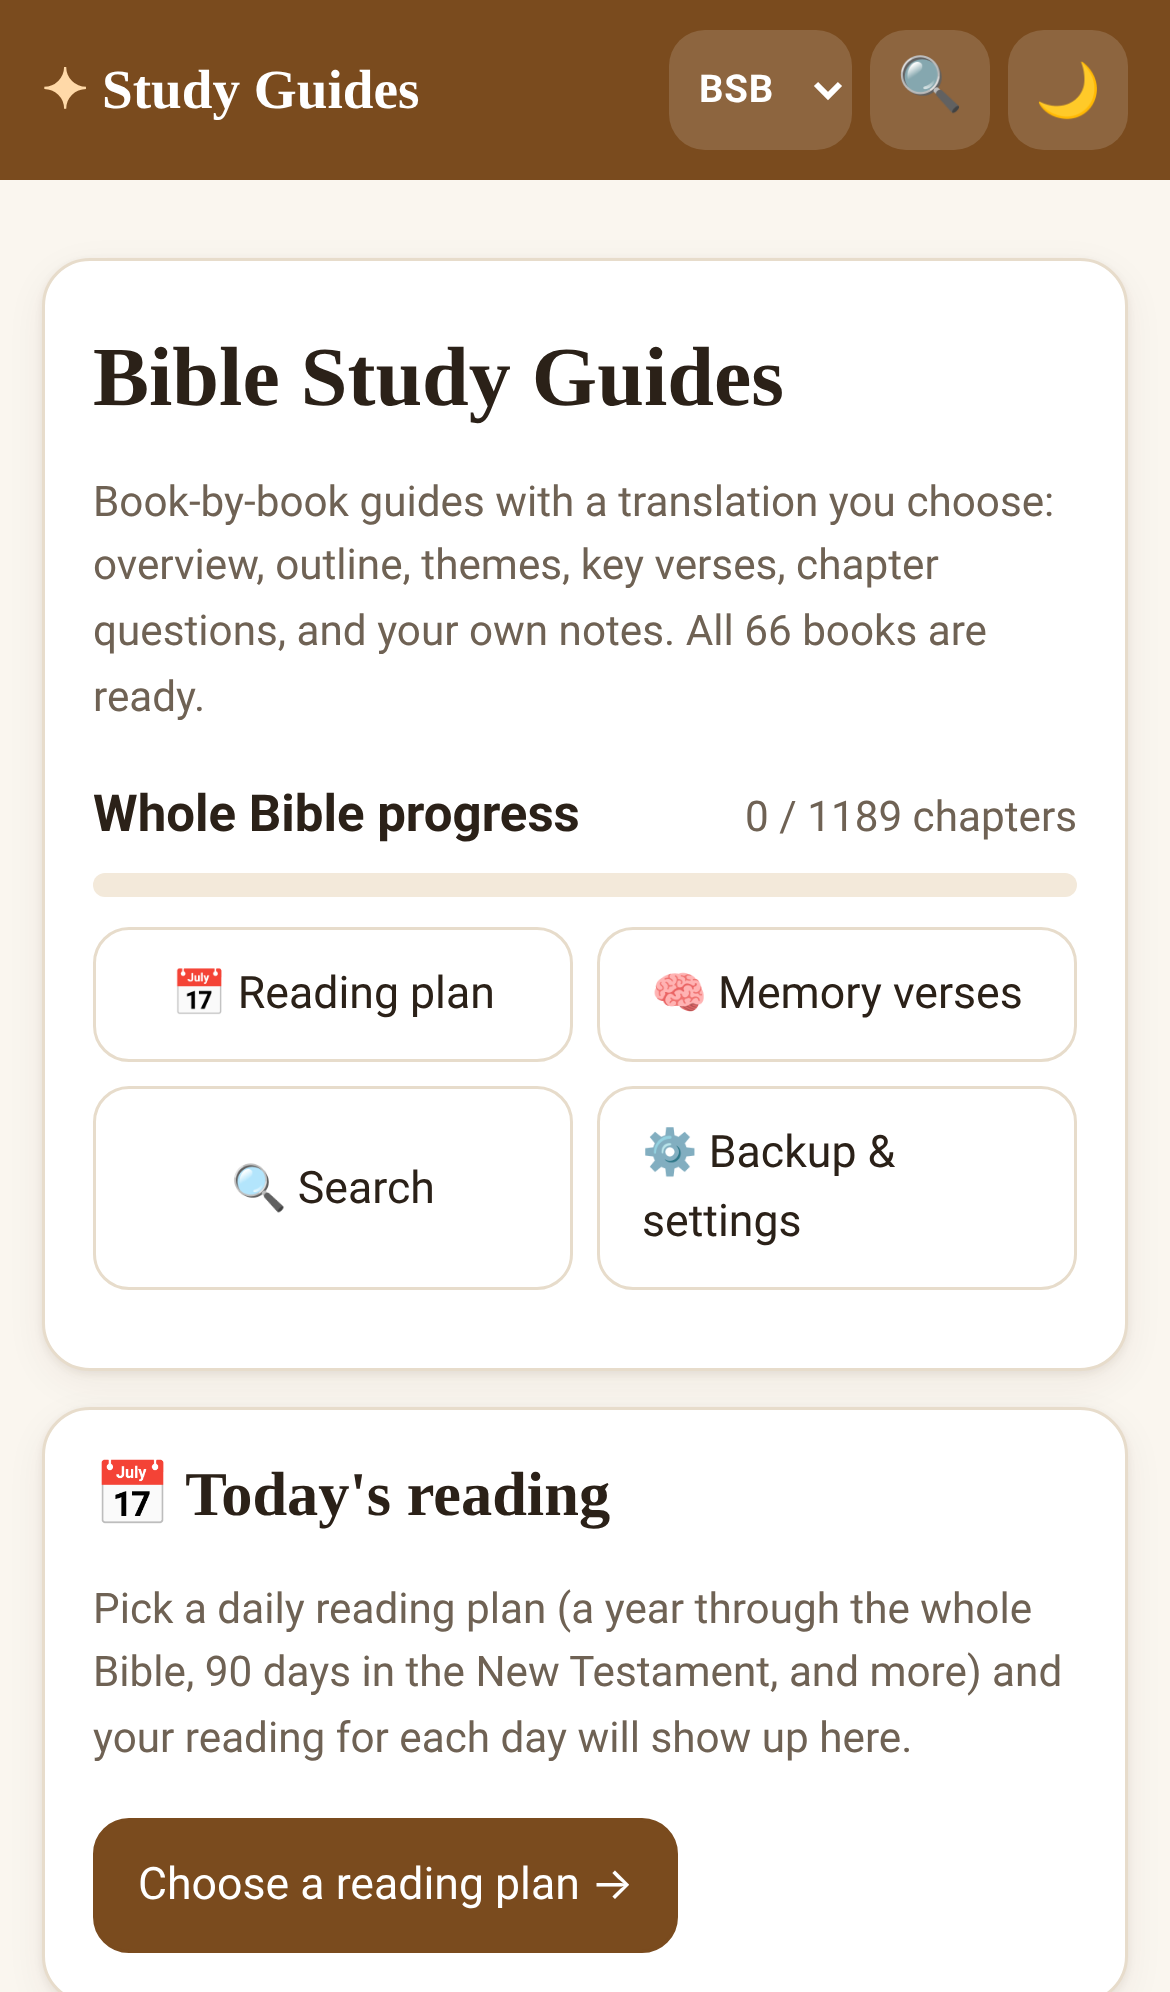 ✦ Study Guides
BSB
Bible Study Guides
Book-by-book guides with a translation you choose:
overview, outline, themes, key verses, chapter
questions, and your own notes. All 66 books are
ready.
Whole Bible progress 0 / 1189 chapters
📅 Reading plan
🧠 Memory verses
🔍 Search
⚙️ Backup &
settings
📅 Today's reading
Pick a daily reading plan (a year through the whole
Bible, 90 days in the New Testament, and more) and
your reading for each day will show up here.
Choose a reading plan →